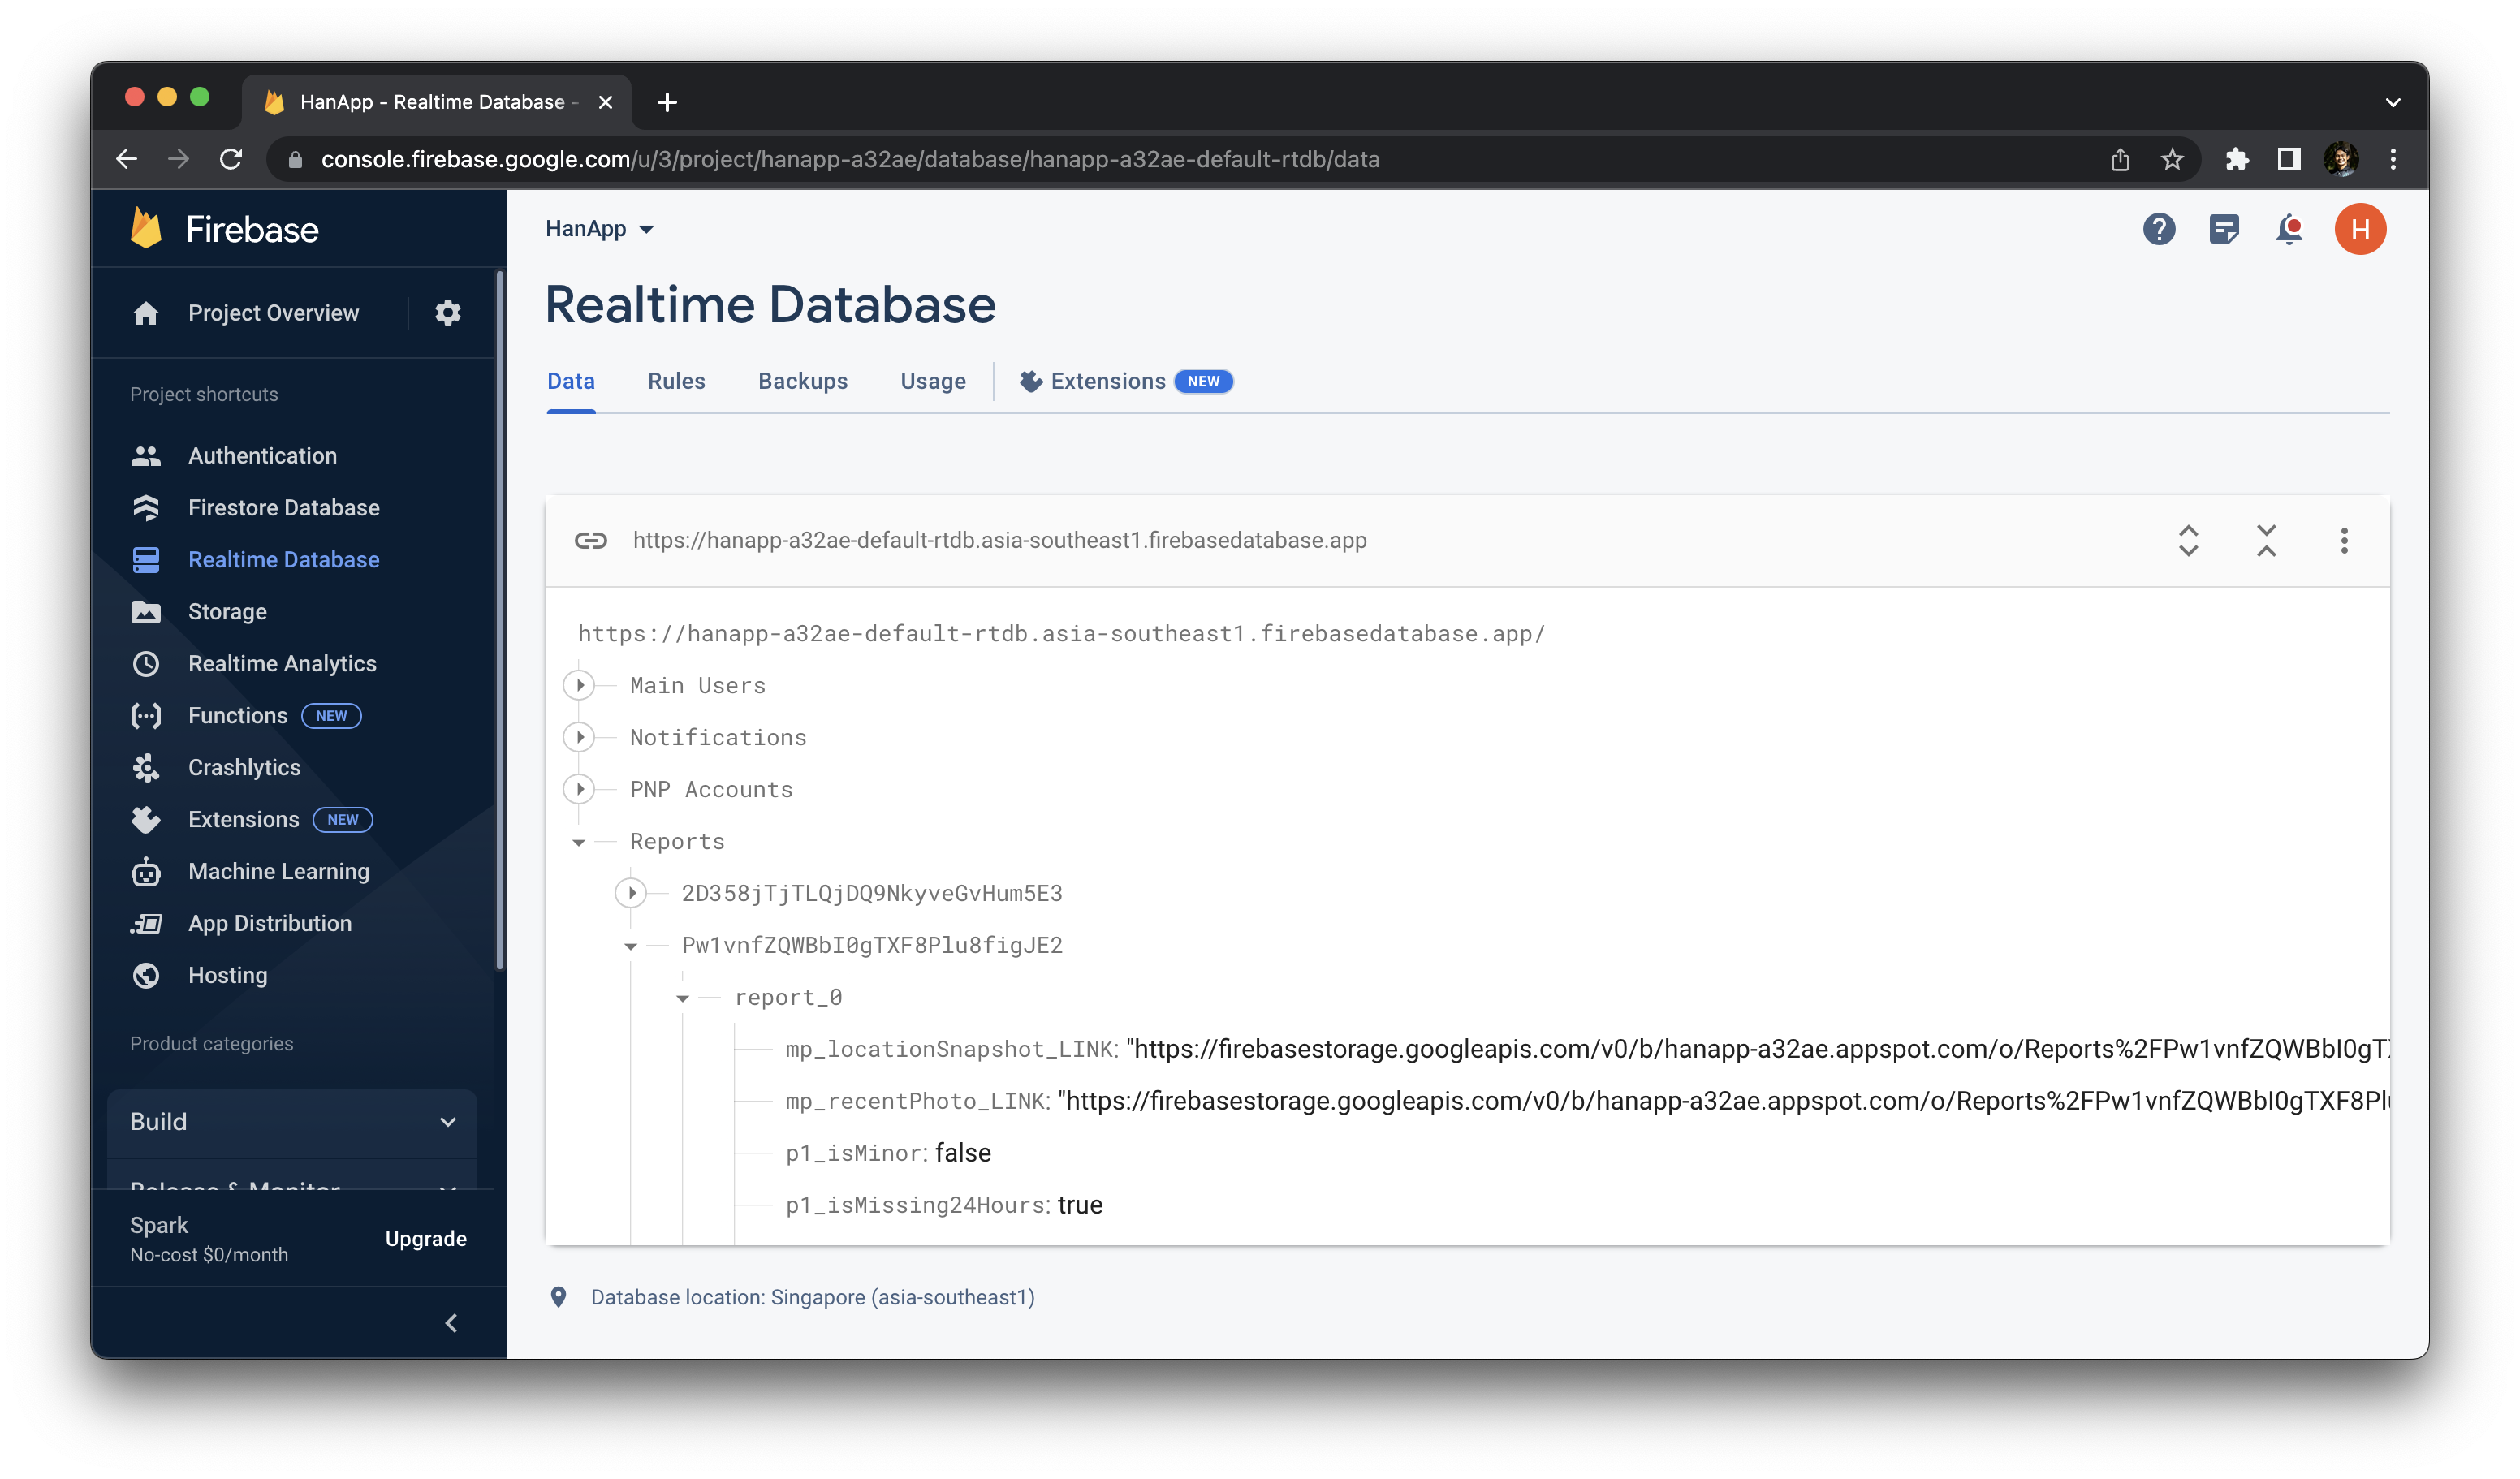 HanApp - Realtime Database -
console.firebase.google.com/u/3/project/hanapp-a32ae/database/hanapp-a32ae-default-rtdb/data
Firebase
Project Overview
Project shortcuts
Authentication
Firestore Database
Realtime Database
Storage
Realtime Analytics
Functions NEW
Crashlytics
Extensions NEW
Machine Learning
App Distribution
Hosting
Product categories
Build
Release & Monitor
Spark
No-cost $0/month
Upgrade
HanApp
H
Realtime Database
Data Rules Backups Usage Extensions NEW
https://hanapp-a32ae-default-rtdb.asia-southeast1.firebasedatabase.app
https://hanapp-a32ae-default-rtdb.asia-southeast1.firebasedatabase.app/
Main Users
Notifications
PNP Accounts
Reports
2D358jTjTLQjDQ9NkyveGvHum5E3
Pw1vnfZQWBbI0gTXF8Plu8figJE2
report_0
mp_locationSnapshot_LINK: "https://firebasestorage.googleapis.com/v0/b/hanapp-a32ae.appspot.com/o/Reports%2FPw1vnfZQWBbI0gTX
mp_recentPhoto_LINK: "https://firebasestorage.googleapis.com/v0/b/hanapp-a32ae.appspot.com/o/Reports%2FPw1vnfZQWBbI0gTXF8Plu
p1_isMinor: false
p1_isMissing24Hours: true
Database location: Singapore (asia-southeast1)